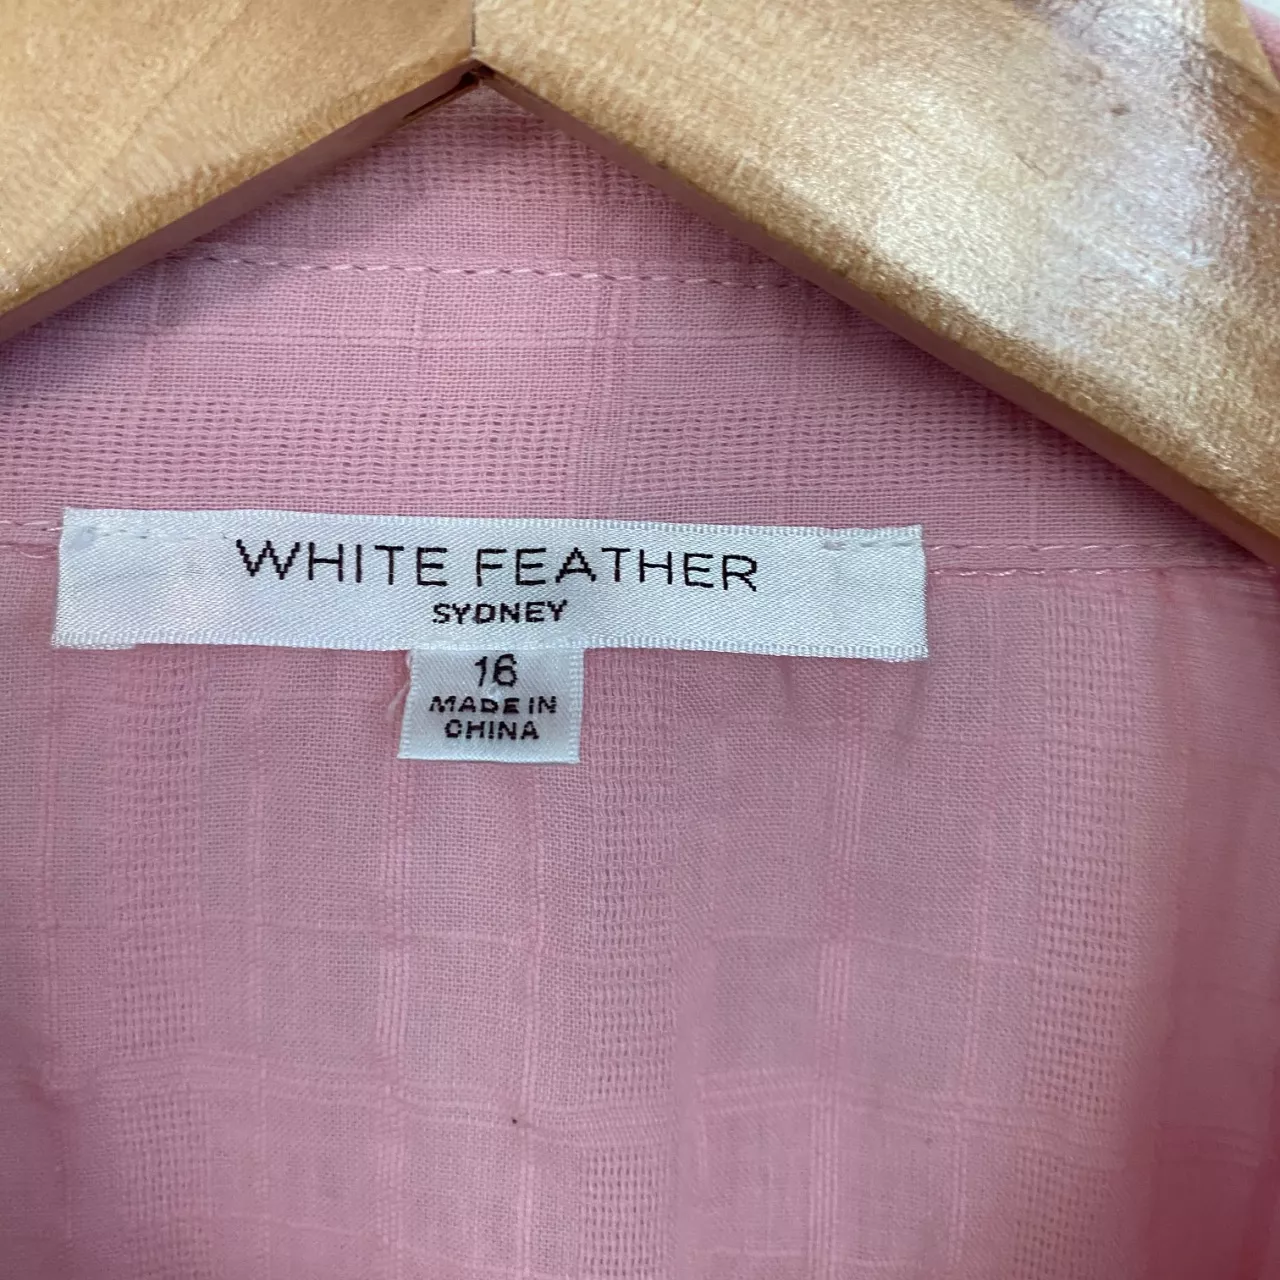 WHITE FEATHER
SYDNEY
16
MADE IN
CHINA